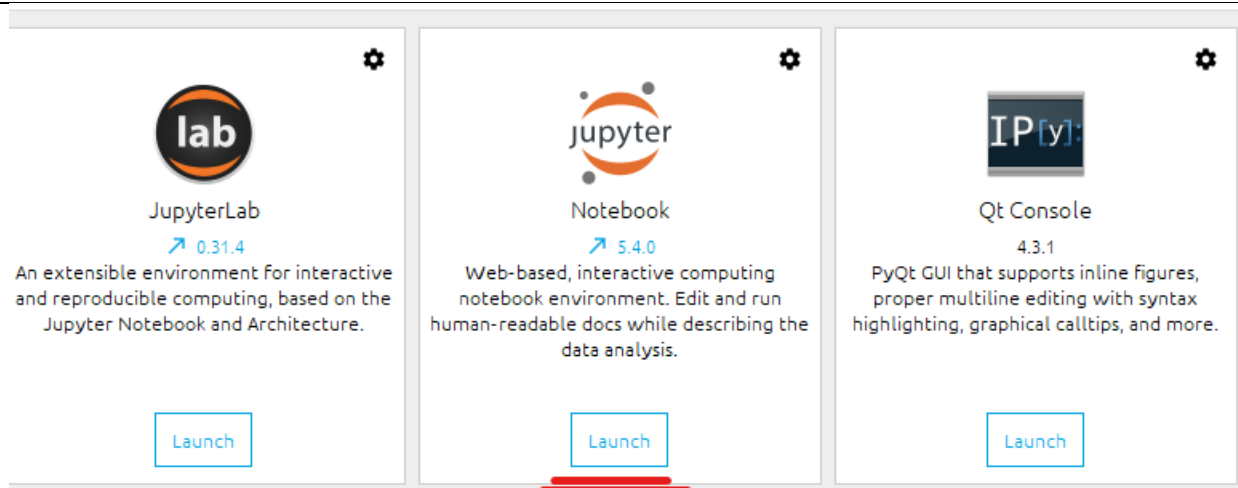 lab
JupyterLab
0.31.4
An extensible environment for interactive
and reproducible computing, based on the
Jupyter Notebook and Architecture.
Launch
jupyter
Notebook
5.4.0
Web-based, interactive computing
notebook environment. Edit and run
human-readable docs while describing the
data analysis.
Launch
IP[y]:
Qt Console
4.3.1
PyQt GUI that supports inline figures,
proper multiline editing with syntax
highlighting, graphical calltips, and more.
Launch